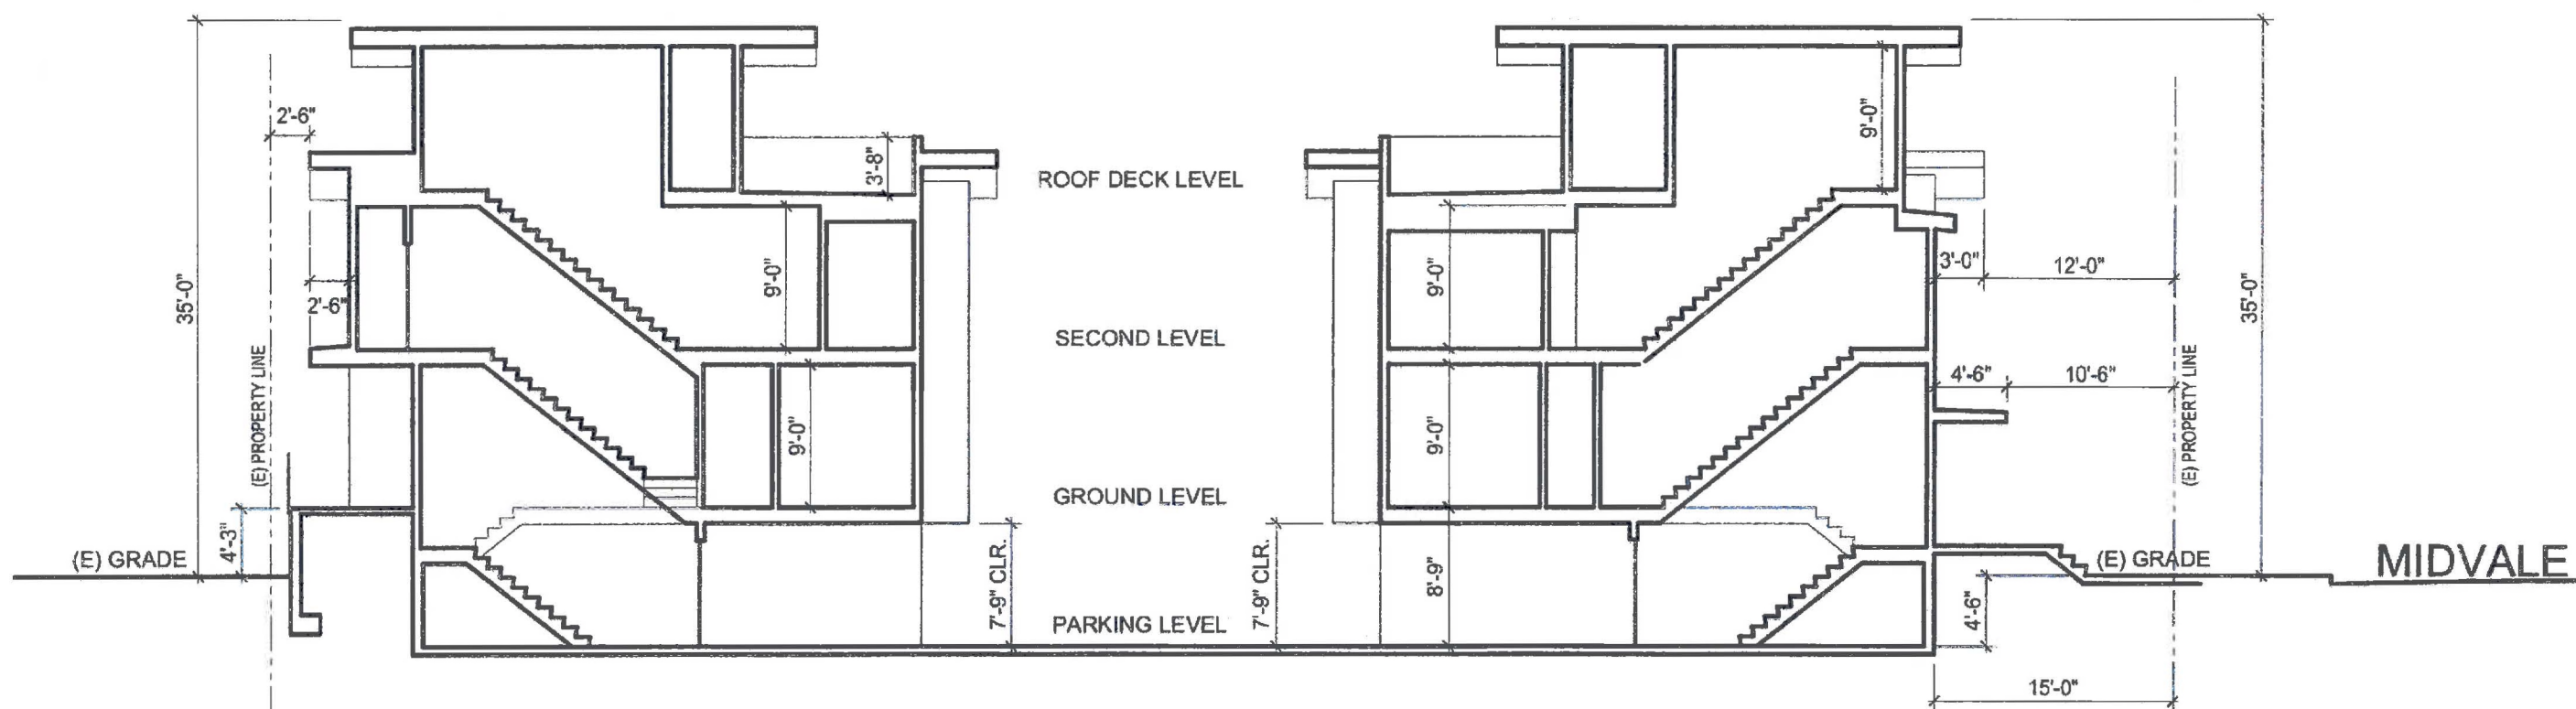 35'-0"
2'-6"
2'-6"
(E) PROPERTY LINE
4'-3"
(E) GRADE
9'-0"
9'-0"
3'-8"
7'-9" CLR.
ROOF DECK LEVEL
SECOND LEVEL
GROUND LEVEL
PARKING LEVEL
7'-9" CLR.
9'-0"
9'-0"
8'-9"
9'-0"
3'-0"
12'-0"
4'-6"
10'-6"
(E) PROPERTY LINE
35'-0"
(E) GRADE
MIDVALE
4'-6"
15'-0"